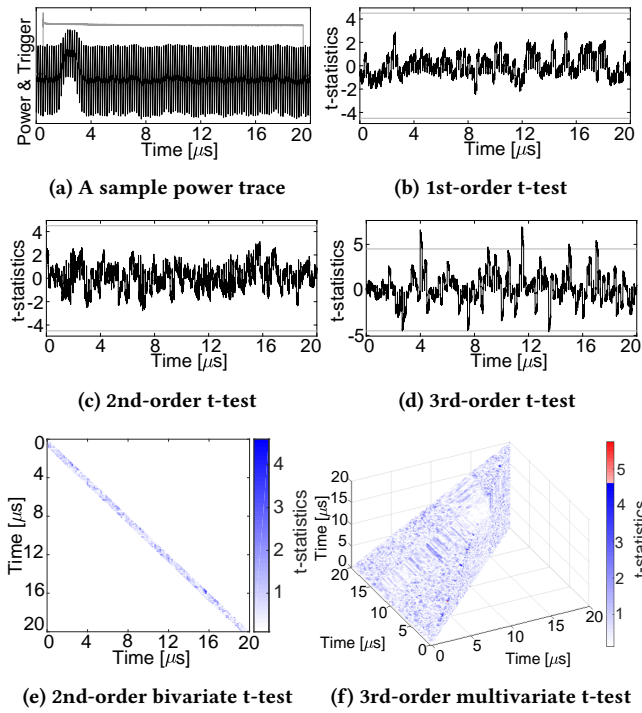 Power & Trigger
0 4 8 12 16 20
Time [μs]
(a) A sample power trace
t-statistics
4
2
0
-2
-4
0 4 8 12 16 20
Time [μs]
(b) 1st-order t-test
t-statistics
4
2
0
-2
-4
0 4 8 12 16 20
Time [μs]
(c) 2nd-order t-test
t-statistics
5
0
-5
0 4 8 12 16 20
Time [μs]
(d) 3rd-order t-test
Time [μs]
0
4
8
12
16
20
0 4 8 12 16 20
Time [μs]
4
3
2
1
t-statistics
(e) 2nd-order bivariate t-test
Time [μs]
20
15
10
5
0
20
15
10
5
0
Time [μs]
0
5
10
15
20
Time [μs]
5
4
3
2
1
t-statistics
(f) 3rd-order multivariate t-test